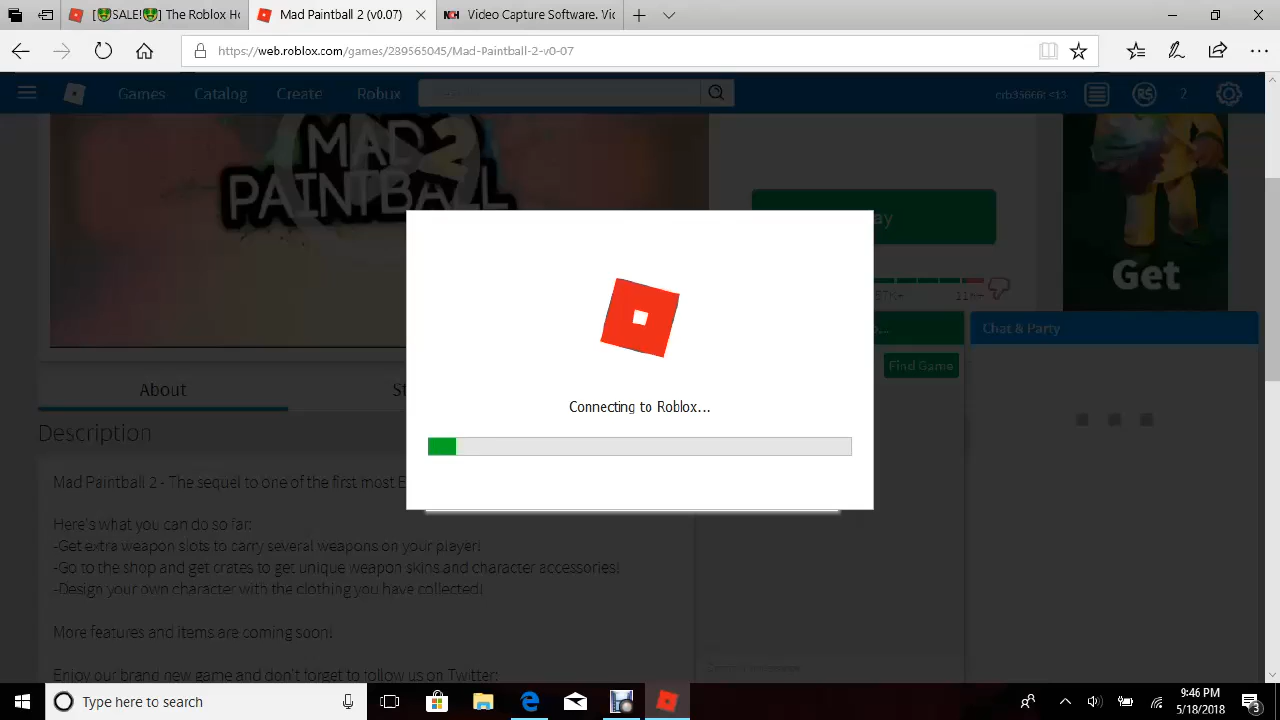 [SALE!] The Roblox Ho
Mad Paintball 2 (v0.07)
NCH Video Capture Software. Vic
https://web.roblox.com/games/289565045/Mad-Paintball-2-v0-07
Games Catalog Create Robux
R$ 2
MAD 2
PAINTBALL
Get
Chat & Party
Find Game
About
Description
Connecting to Roblox...
Mad Paintball 2 - The sequel to one of the first most E
Here's what you can do so far:
-Get extra weapon slots to carry several weapons on your player!
-Go to the shop and get crates to get unique weapon skins and character accessories!
-Design your own character with the clothing you have collected!
More features and items are coming soon!
Enjoy our brand new game and don't forget to follow us on Twitter:
Type here to search
9:46 PM
5/18/2018
3